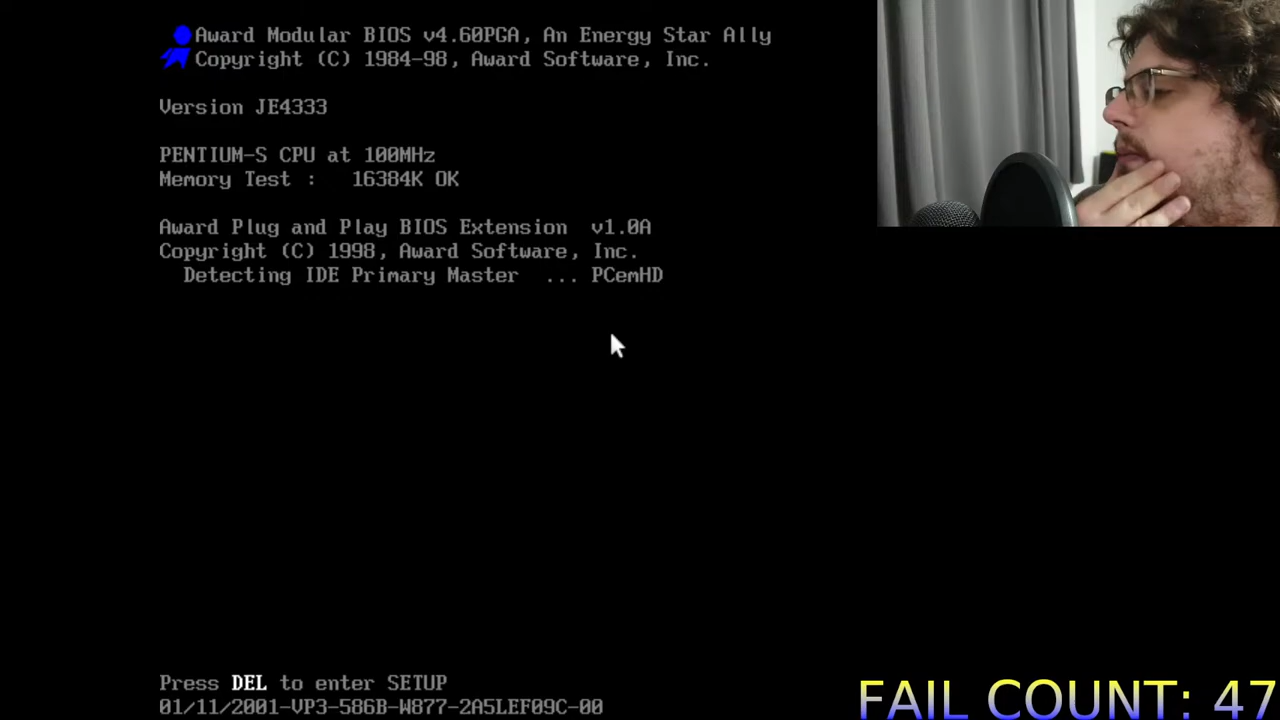 Award Modular BIOS v4.60PGA, An Energy Star Ally
Copyright (C) 1984-98, Award Software, Inc.
Version JE4333
PENTIUM-S CPU at 100MHz
Memory Test :   16384K OK
Award Plug and Play BIOS Extension  v1.0A
Copyright (C) 1998, Award Software, Inc.
Detecting IDE Primary Master  ... PCemHD
Press DEL to enter SETUP
01/11/2001-VP3-586B-W877-2A5LEF09C-00
FAIL COUNT: 47